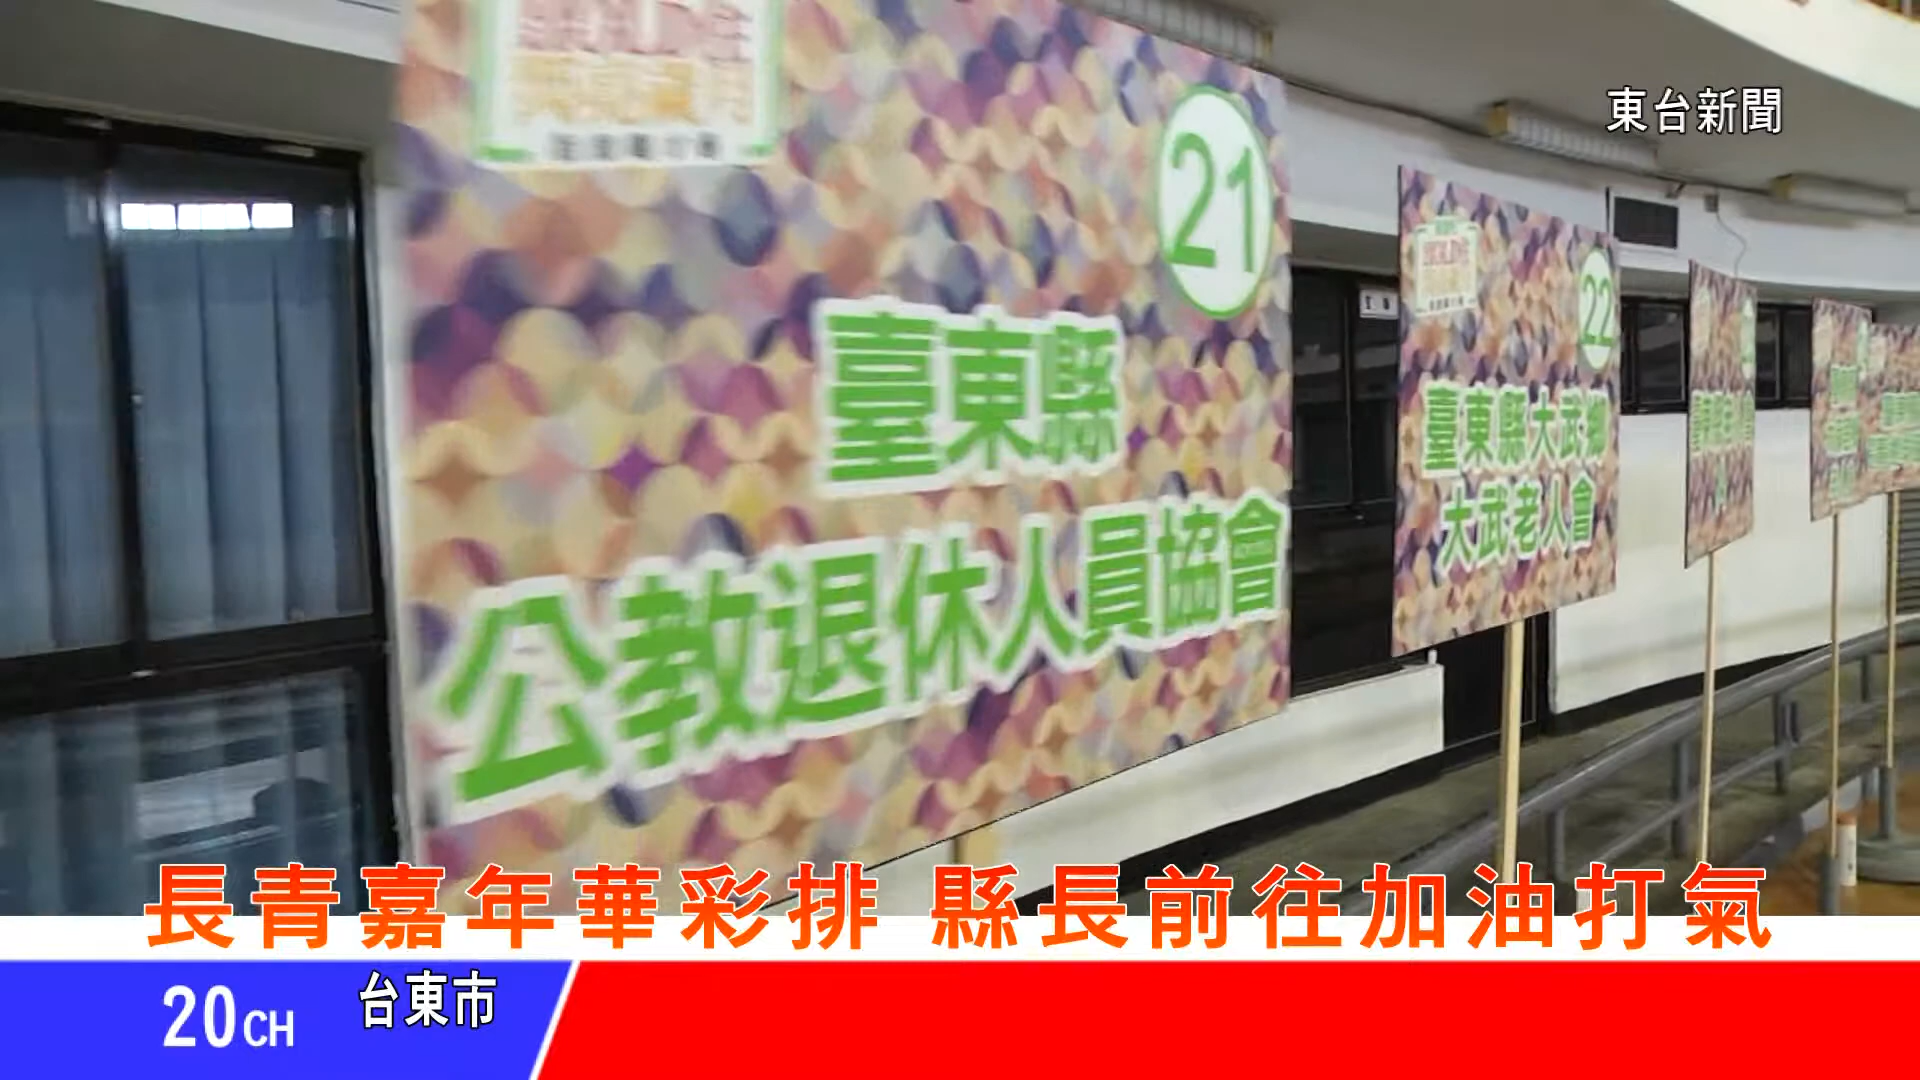 東台新聞
21
臺東縣
公教退休人員協會
22
臺東縣大武鄉
大武老人會
長青嘉年華彩排 縣長前往加油打氣
20CH
台東市